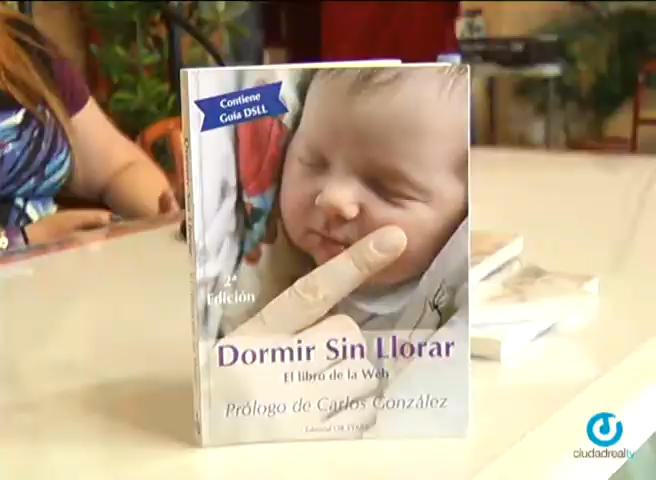 Contiene
Guía DSLL
2ª
Edición
Dormir Sin Llorar
El libro de la Web
Prólogo de Carlos González
ciudadrealtv